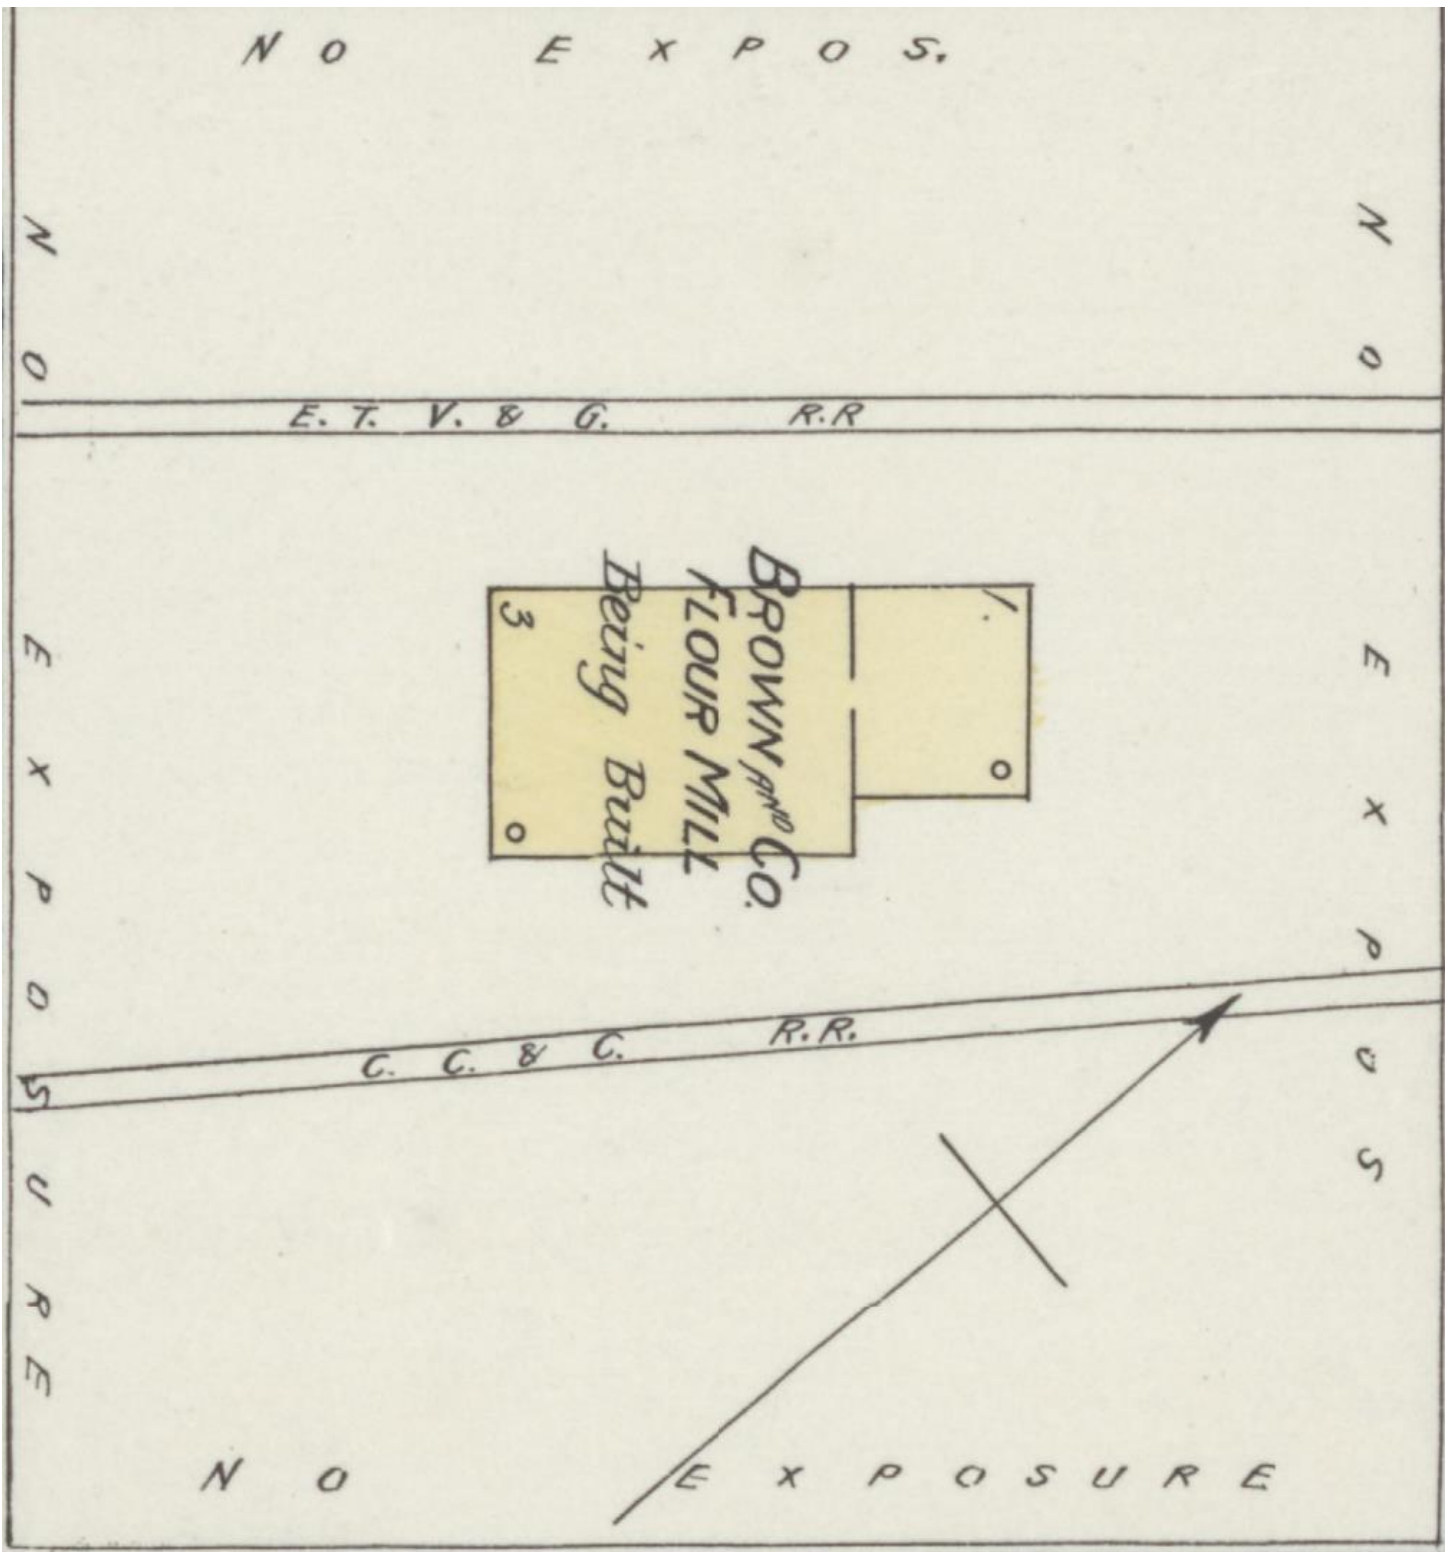 NO EXPOS.
NO EXPOSURE
NO EXPOS
E. T. V. & G. R.R
BROWN AND CO.
FLOUR MILL
Being Built
3
1.
C. C. & C. R.R.
NO EXPOSURE